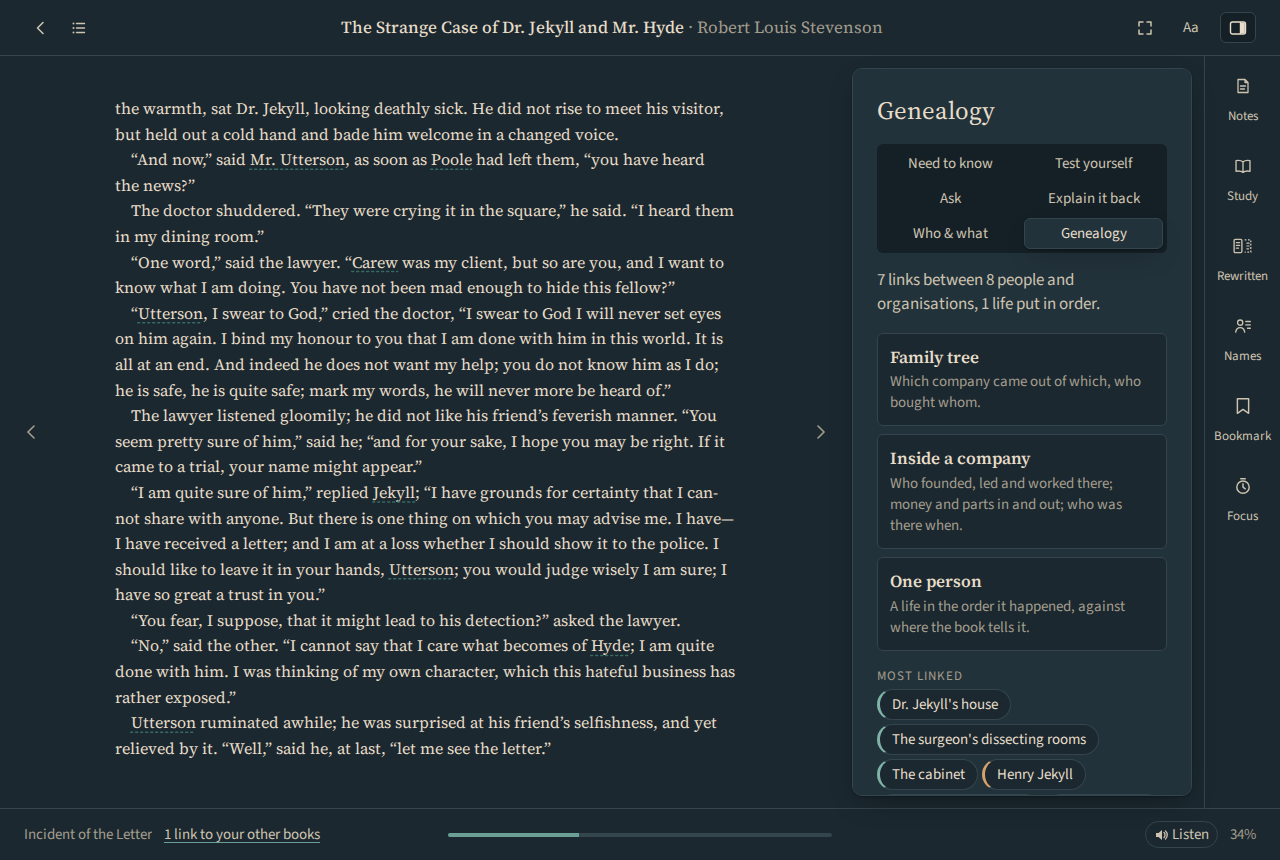 The Strange Case of Dr. Jekyll and Mr. Hyde · Robert Louis Stevenson
Aa
the warmth, sat Dr. Jekyll, looking deathly sick. He did not rise to meet his visitor,
but held out a cold hand and bade him welcome in a changed voice.
“And now,” said Mr. Utterson, as soon as Poole had left them, “you have heard
the news?”
The doctor shuddered. “They were crying it in the square,” he said. “I heard them
in my dining room.”
“One word,” said the lawyer. “Carew was my client, but so are you, and I want to
know what I am doing. You have not been mad enough to hide this fellow?”
“Utterson, I swear to God,” cried the doctor, “I swear to God I will never set eyes
on him again. I bind my honour to you that I am done with him in this world. It is
all at an end. And indeed he does not want my help; you do not know him as I do;
he is safe, he is quite safe; mark my words, he will never more be heard of.”
The lawyer listened gloomily; he did not like his friend’s feverish manner. “You
seem pretty sure of him,” said he; “and for your sake, I hope you may be right. If it
came to a trial, your name might appear.”
“I am quite sure of him,” replied Jekyll; “I have grounds for certainty that I can-
not share with anyone. But there is one thing on which you may advise me. I have—
I have received a letter; and I am at a loss whether I should show it to the police. I
should like to leave it in your hands, Utterson; you would judge wisely I am sure; I
have so great a trust in you.”
“You fear, I suppose, that it might lead to his detection?” asked the lawyer.
“No,” said the other. “I cannot say that I care what becomes of Hyde; I am quite
done with him. I was thinking of my own character, which this hateful business has
rather exposed.”
Utterson ruminated awhile; he was surprised at his friend’s selfishness, and yet
relieved by it. “Well,” said he, at last, “let me see the letter.”
Genealogy
Need to know
Test yourself
Ask
Explain it back
Who & what
Genealogy
7 links between 8 people and
organisations, 1 life put in order.
Family tree
Which company came out of which, who
bought whom.
Inside a company
Who founded, led and worked there;
money and parts in and out; who was
there when.
One person
A life in the order it happened, against
where the book tells it.
MOST LINKED
Dr. Jekyll's house
The surgeon's dissecting rooms
The cabinet
Henry Jekyll
Notes
Study
Rewritten
Names
Bookmark
Focus
Incident of the Letter
1 link to your other books
Listen
34%